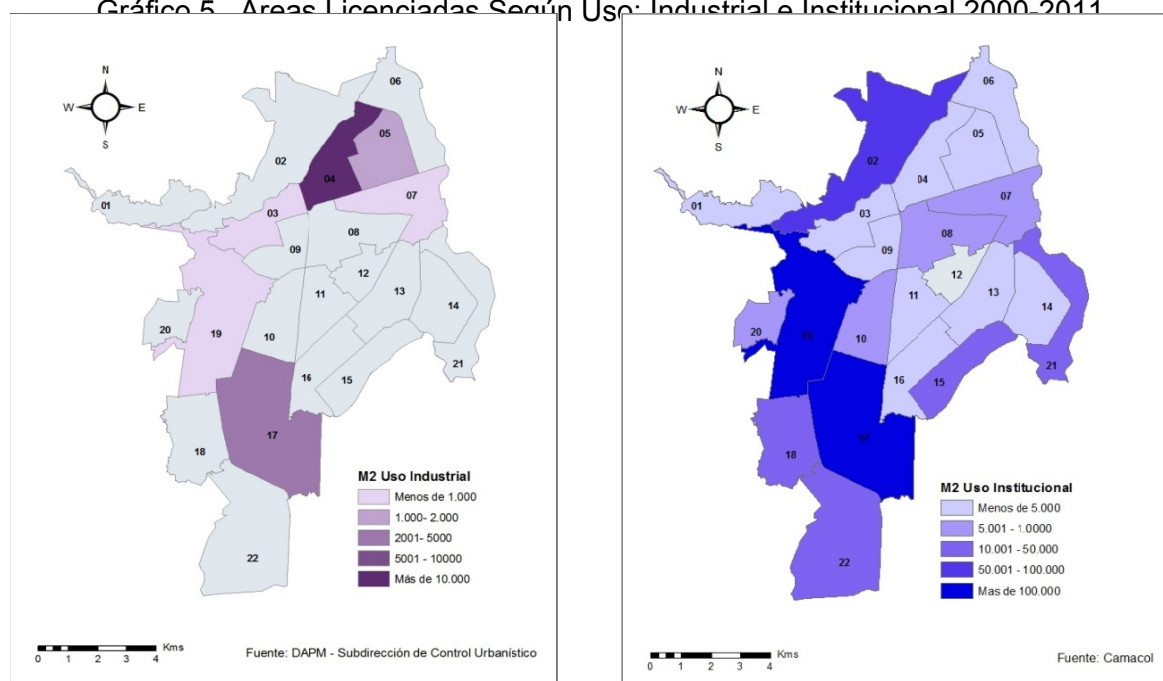 Gráfico 5. Areas Licenciadas Según Uso: Industrial e Institucional 2000-2011
N
W E
S
06
05
02
04
01
07
03
08
09
12
13
11
14
20
19
10
21
16
15
17
18
22
M2 Uso Industrial
Menos de 1.000
1.000- 2.000
2001- 5000
5001 - 10000
Más de 10.000
Kms
0 1 2 3 4
Fuente: DAPM - Subdirección de Control Urbanístico
N
W E
S
06
05
02
04
01
07
03
08
09
12
13
11
14
20
19
10
21
16
15
17
18
22
M2 Uso Institucional
Menos de 5.000
5.001 - 1.0000
10.001 - 50.000
50.001 - 100.000
Mas de 100.000
Kms
0 1 2 3 4
Fuente: Camacol